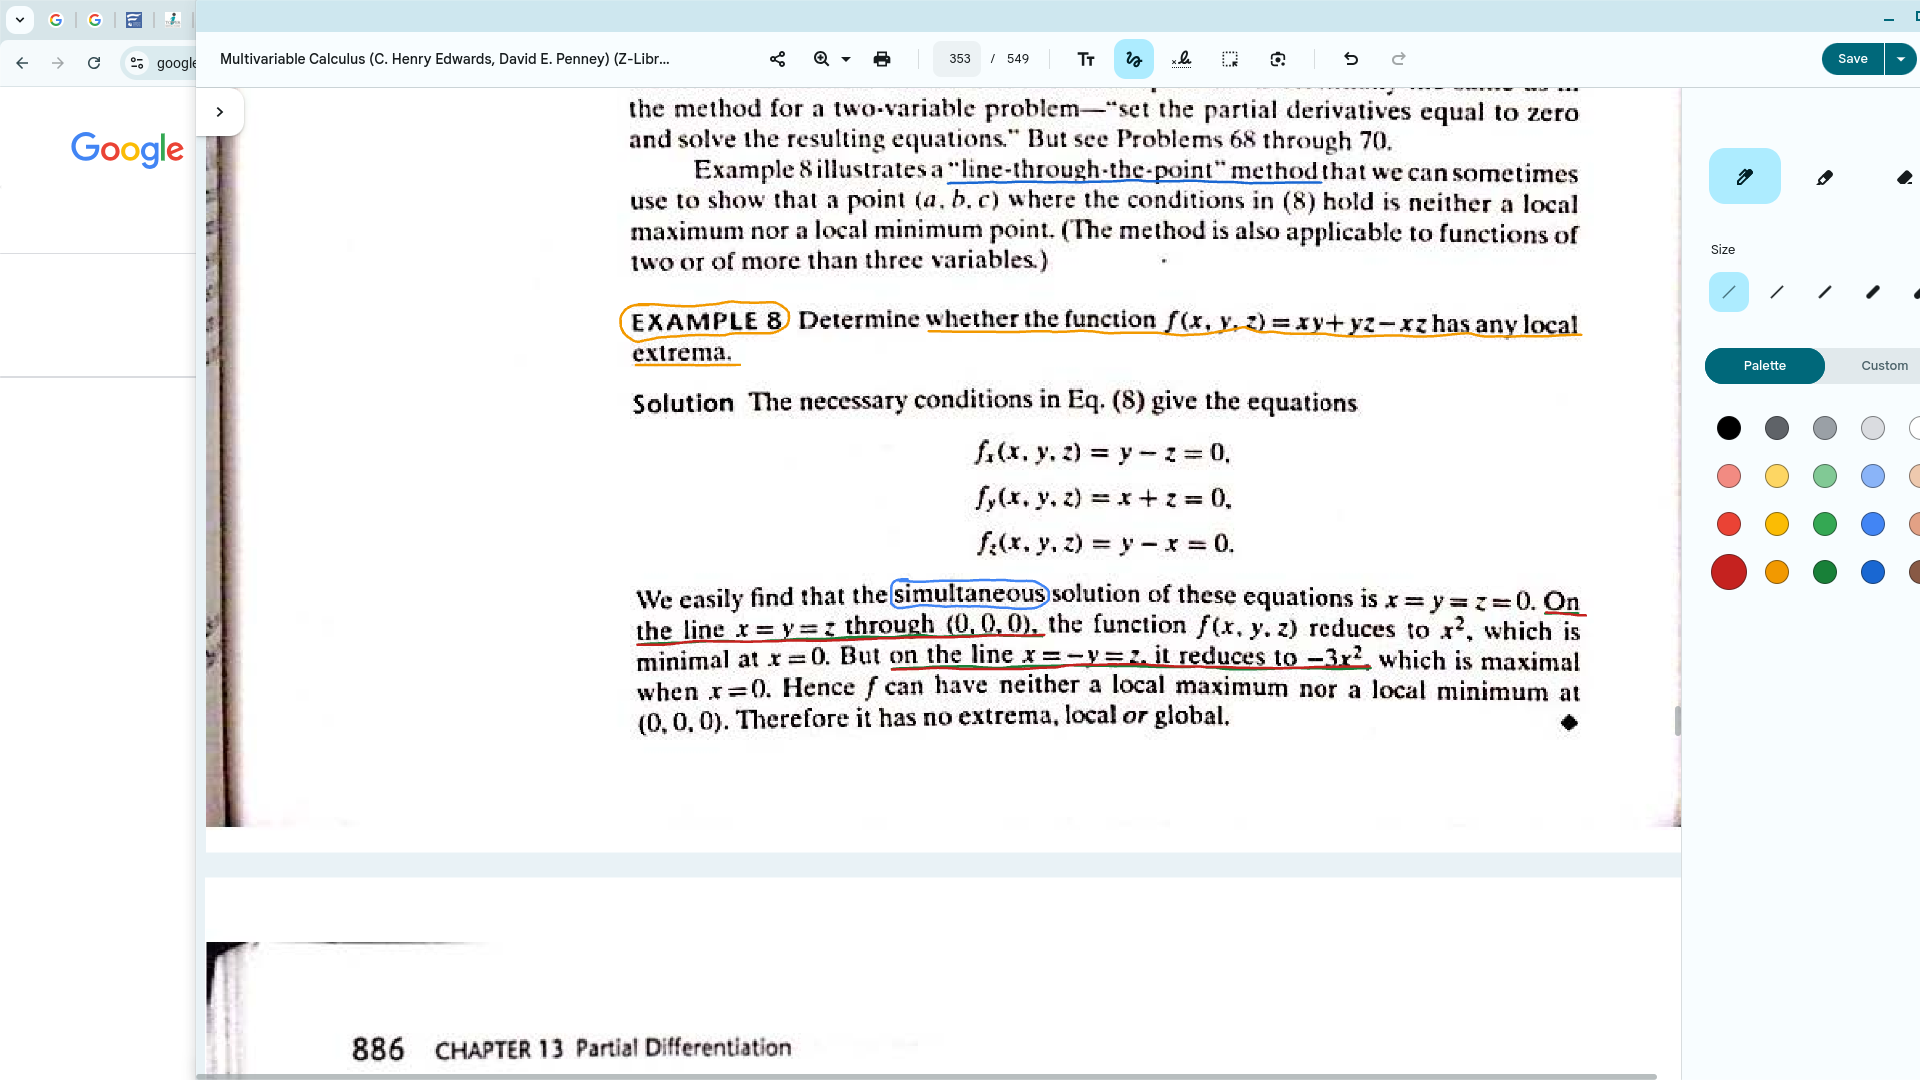 Multivariable Calculus (C. Henry Edwards, David E. Penney) (Z-Libr...
353 / 549
Save
google
Google
the method for a two-variable problem—“set the partial derivatives equal to zero
and solve the resulting equations.” But see Problems 68 through 70.
Example 8 illustrates a “line-through-the-point” method that we can sometimes
use to show that a point (a, b, c) where the conditions in (8) hold is neither a local
maximum nor a local minimum point. (The method is also applicable to functions of
two or of more than three variables.)
EXAMPLE 8 Determine whether the function f(x, y, z) = xy + yz − xz has any local
extrema.
Solution The necessary conditions in Eq. (8) give the equations
fx(x, y, z) = y − z = 0,
fy(x, y, z) = x + z = 0,
fz(x, y, z) = y − x = 0.
We easily find that the simultaneous solution of these equations is x = y = z = 0. On
the line x = y = z through (0, 0, 0), the function f(x, y, z) reduces to x², which is
minimal at x = 0. But on the line x = −y = z, it reduces to −3x², which is maximal
when x = 0. Hence f can have neither a local maximum nor a local minimum at
(0, 0, 0). Therefore it has no extrema, local or global.
886 CHAPTER 13 Partial Differentiation
Size
Palette
Custom